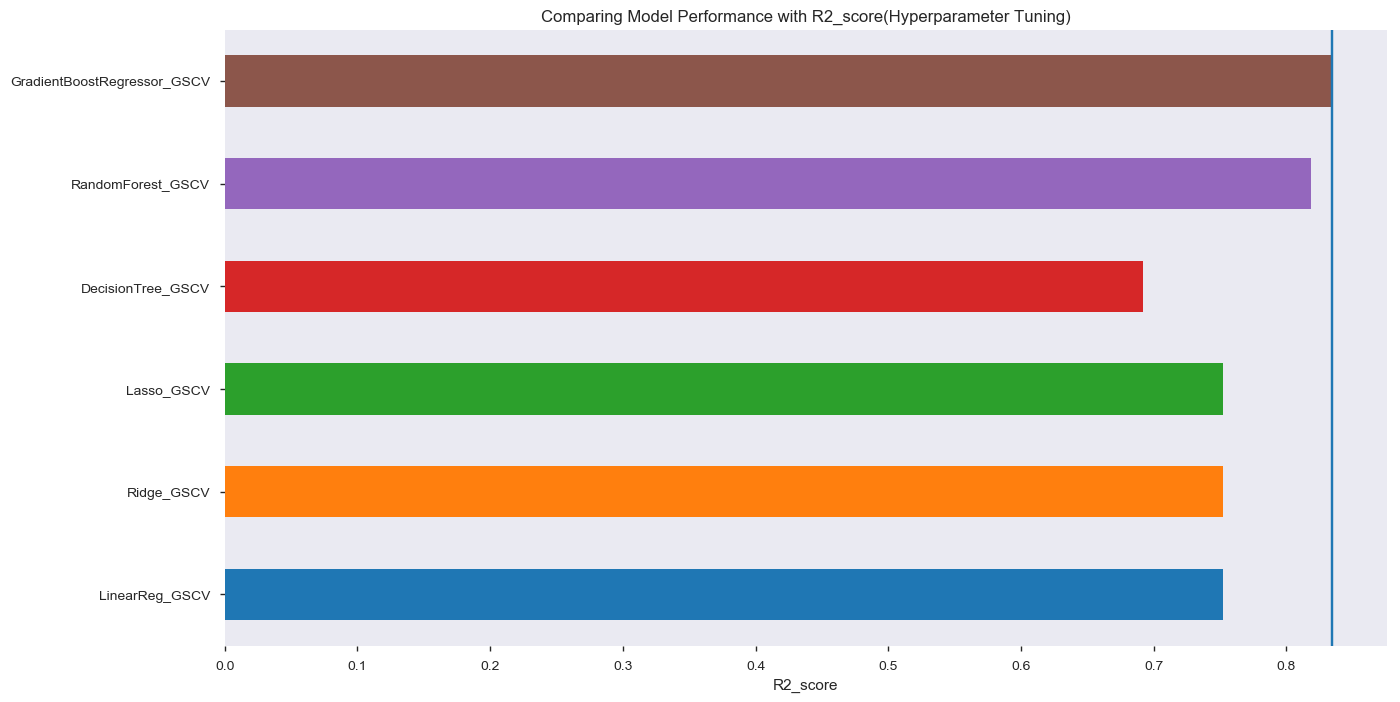 Comparing Model Performance with R2_score(Hyperparameter Tuning)
GradientBoostRegressor_GSCV
RandomForest_GSCV
DecisionTree_GSCV
Lasso_GSCV
Ridge_GSCV
LinearReg_GSCV
0.0 0.1 0.2 0.3 0.4 0.5 0.6 0.7 0.8
R2_score